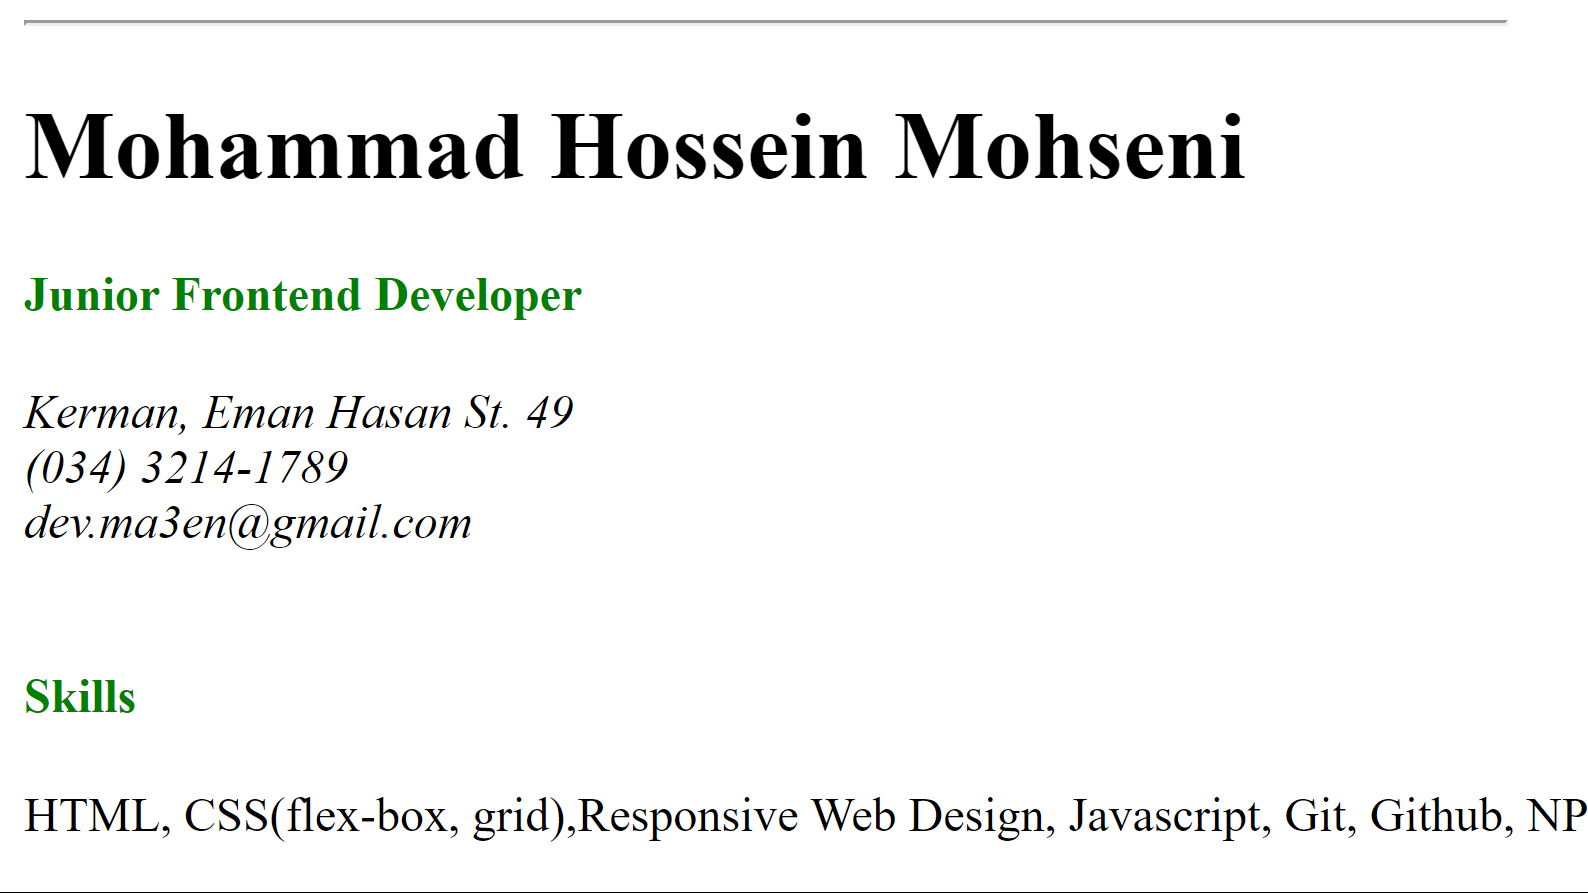 Mohammad Hossein Mohseni
Junior Frontend Developer
Kerman, Eman Hasan St. 49
(034) 3214-1789
dev.ma3en@gmail.com
Skills
HTML, CSS(flex-box, grid),Responsive Web Design, Javascript, Git, Github, NP